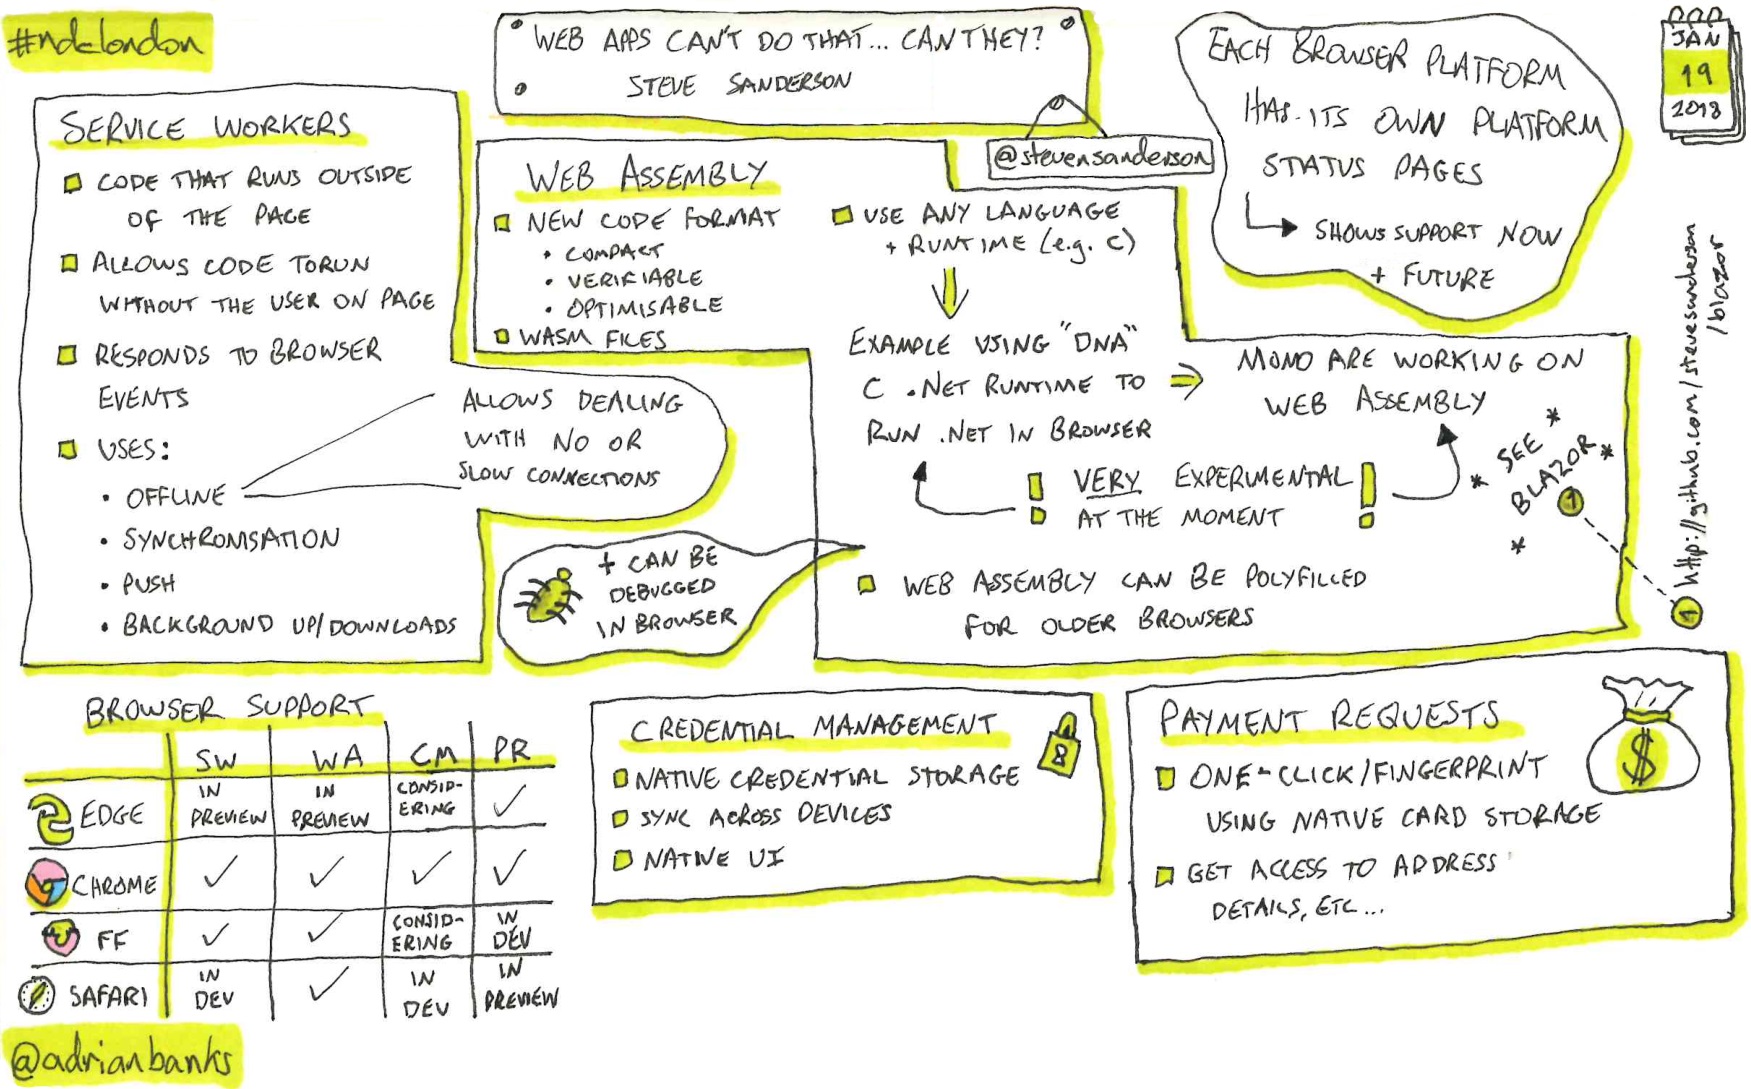 #ndclondon
WEB APPS CAN'T DO THAT... CAN THEY?
STEVE SANDERSON
@stevensanderson
JAN
19
2018
EACH BROWSER PLATFORM
HAS ITS OWN PLATFORM
STATUS PAGES
SHOWS SUPPORT NOW
+ FUTURE
SERVICE WORKERS
CODE THAT RUNS OUTSIDE
OF THE PAGE
ALLOWS CODE TO RUN
WITHOUT THE USER ON PAGE
RESPONDS TO BROWSER
EVENTS
USES:
• OFFLINE
• SYNCHRONISATION
• PUSH
• BACKGROUND UP/DOWNLOADS
ALLOWS DEALING
WITH NO OR
SLOW CONNECTIONS
WEB ASSEMBLY
NEW CODE FORMAT
• COMPACT
• VERIFIABLE
• OPTIMISABLE
WASM FILES
USE ANY LANGUAGE
+ RUNTIME (e.g. C)
EXAMPLE USING "DNA"
C .NET RUNTIME TO
RUN .NET IN BROWSER
MONO ARE WORKING ON
WEB ASSEMBLY
! VERY EXPERIMENTAL !
AT THE MOMENT
* SEE *
* BLAZOR *
1
WEB ASSEMBLY CAN BE POLYFILLED
FOR OLDER BROWSERS
+ CAN BE
DEBUGGED
IN BROWSER
1 http://github.com/stevesanderson
/blazor
BROWSER SUPPORT
SW WA CM PR
EDGE IN PREVIEW IN PREVIEW CONSID-ERING ✓
CHROME ✓ ✓ ✓ ✓
FF ✓ ✓ CONSID-ERING IN DEV
SAFARI IN DEV ✓ IN DEV IN PREVIEW
CREDENTIAL MANAGEMENT
NATIVE CREDENTIAL STORAGE
SYNC ACROSS DEVICES
NATIVE UI
PAYMENT REQUESTS
ONE-CLICK/FINGERPRINT
USING NATIVE CARD STORAGE
GET ACCESS TO ADDRESS
DETAILS, ETC...
$
@adrianbanks